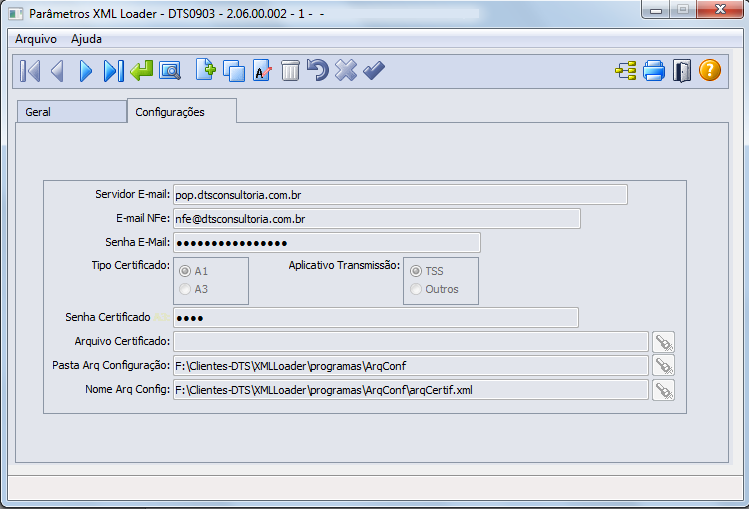 Parâmetros XML Loader - DTS0903 - 2.06.00.002 - 1 - -
Arquivo Ajuda
Geral Configurações
Servidor E-mail: pop.dtsconsultoria.com.br
E-mail NFe: nfe@dtsconsultoria.com.br
Senha E-Mail: ●●●●●●●●●●●●●●●●
Tipo Certificado: A1 Aplicativo Transmissão: TSS
A3 Outros
Senha Certificado ●●●●
Arquivo Certificado:
Pasta Arq Configuração: F:\Clientes-DTS\XMLLoader\programas\ArqConf
Nome Arq Config: F:\Clientes-DTS\XMLLoader\programas\ArqConf\arqCertif.xml